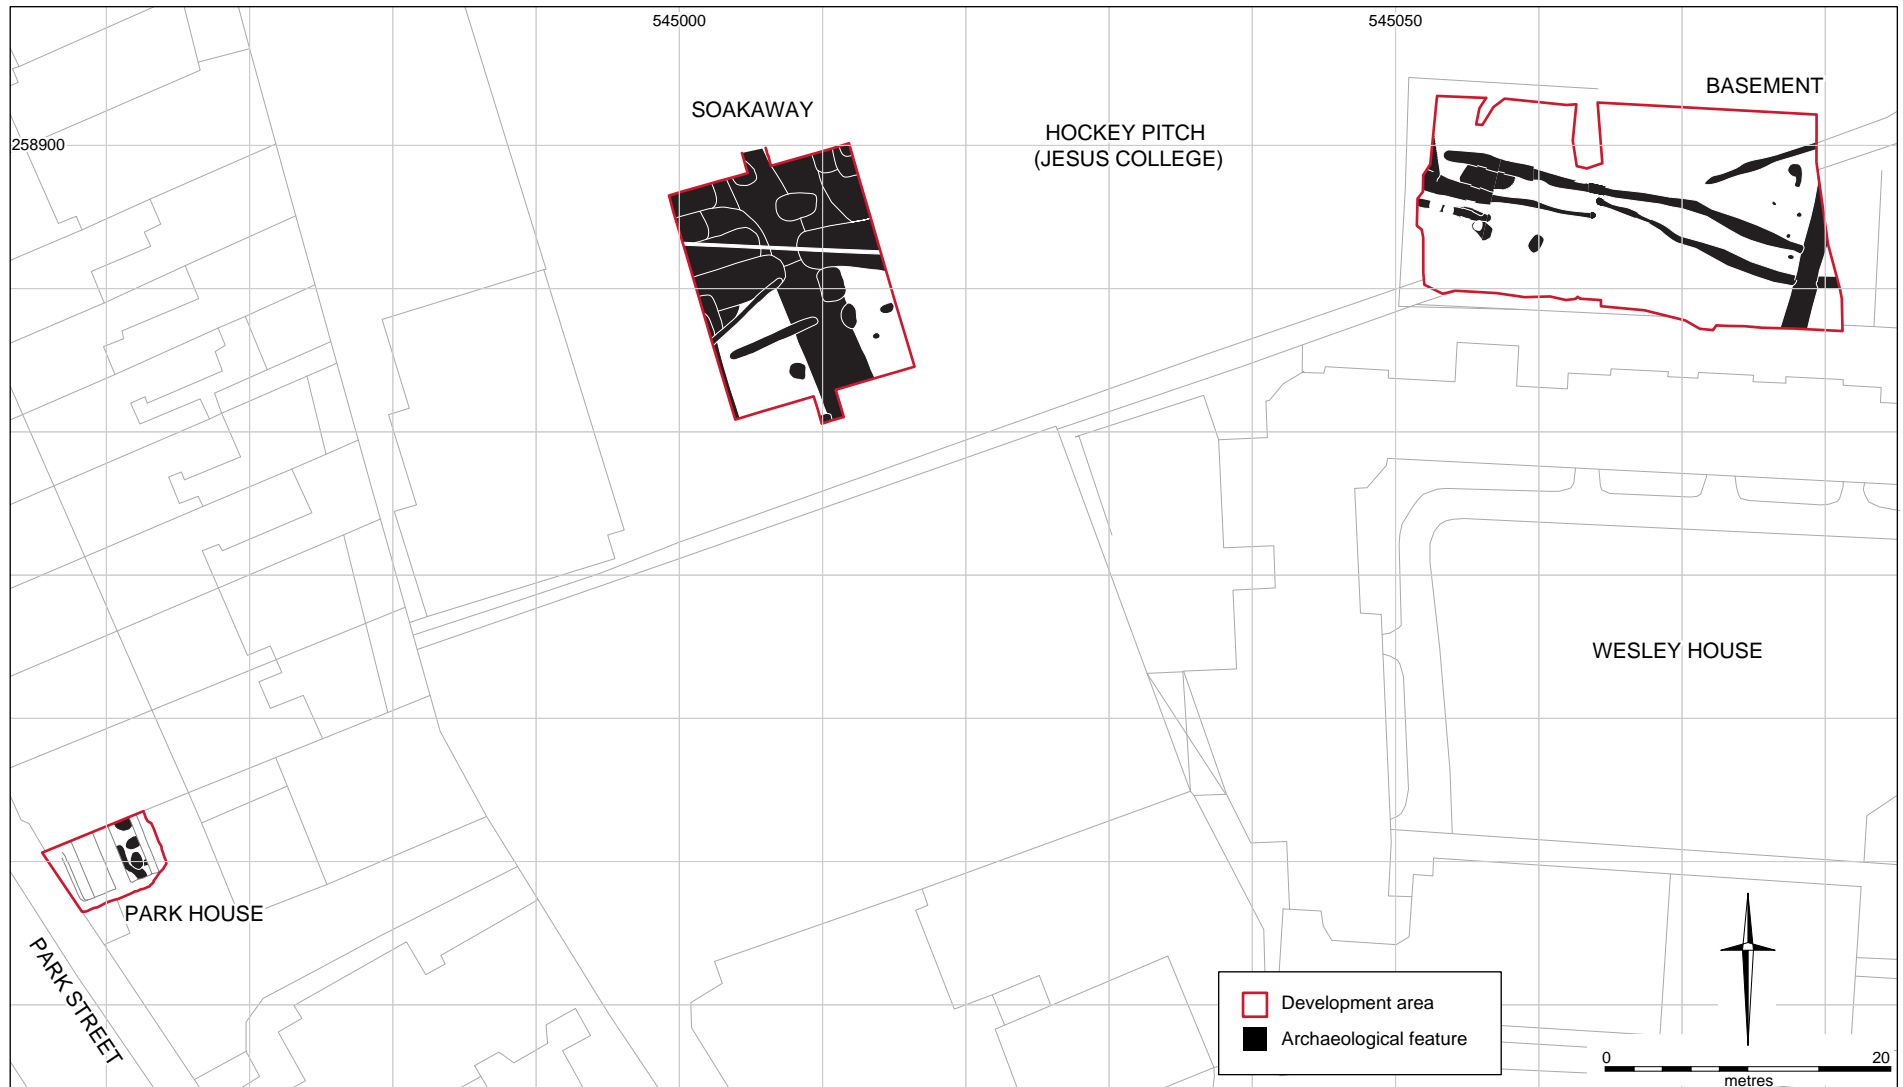 545000
545050
BASEMENT
SOAKAWAY
HOCKEY PITCH
(JESUS COLLEGE)
258900
WESLEY HOUSE
PARK HOUSE
PARK STREET
Development area
Archaeological feature
0
20
metres